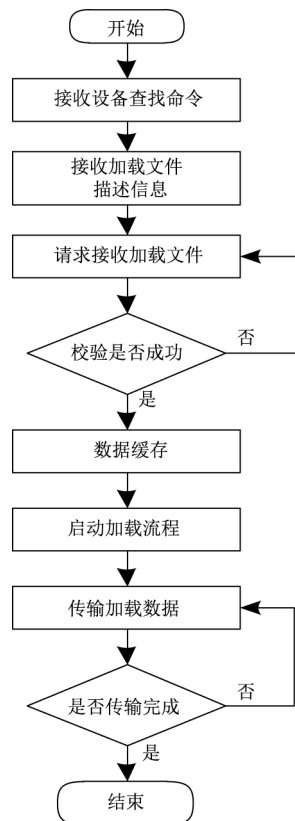 开始
接收设备查找命令
接收加载文件
描述信息
请求接收加载文件
校验是否成功
否
是
数据缓存
启动加载流程
传输加载数据
是否传输完成
否
是
结束